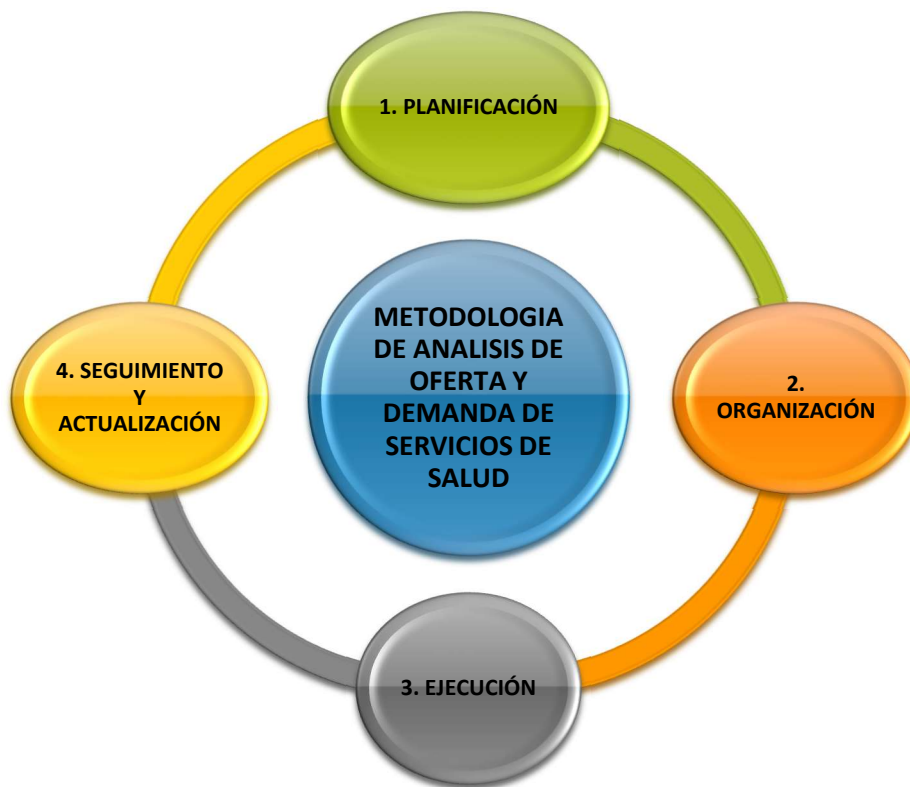 1. PLANIFICACIÓN
METODOLOGIA
DE ANALISIS DE
OFERTA Y
DEMANDA DE
SERVICIOS DE
SALUD
2.
ORGANIZACIÓN
3. EJECUCIÓN
4. SEGUIMIENTO
Y
ACTUALIZACIÓN